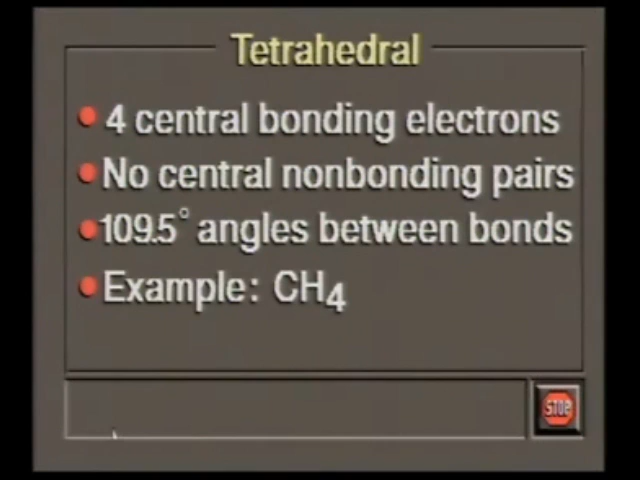 Tetrahedral
4 central bonding electrons
No central nonbonding pairs
109.5° angles between bonds
Example: CH4
STOP